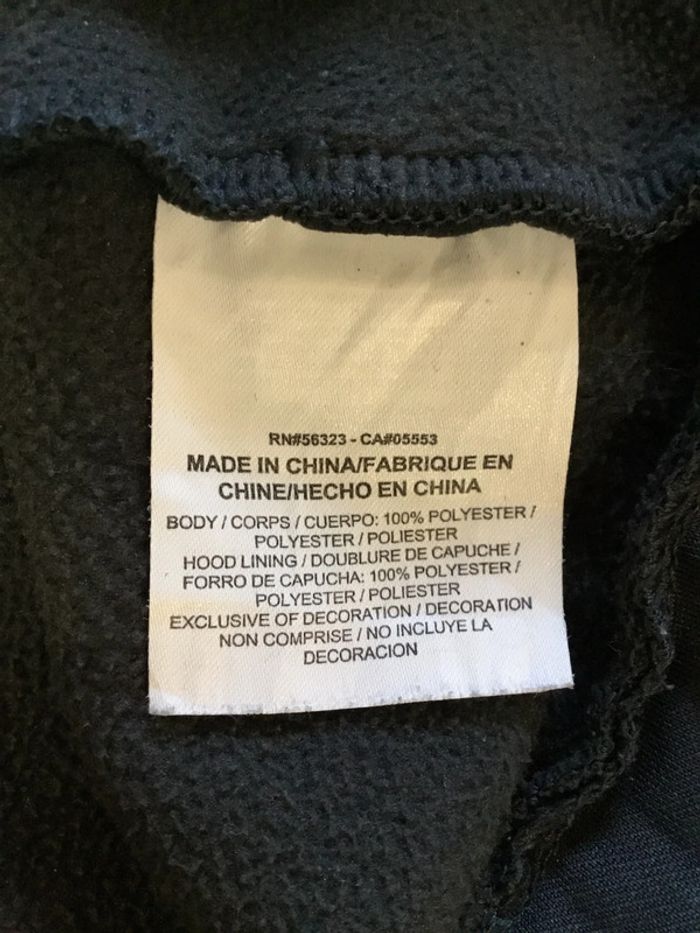 RN#56323 - CA#05553
MADE IN CHINA/FABRIQUE EN
CHINE/HECHO EN CHINA
BODY / CORPS / CUERPO: 100% POLYESTER /
POLYESTER / POLIESTER
HOOD LINING / DOUBLURE DE CAPUCHE /
FORRO DE CAPUCHA: 100% POLYESTER /
POLYESTER / POLIESTER
EXCLUSIVE OF DECORATION / DECORATION
NON COMPRISE / NO INCLUYE LA
DECORACION